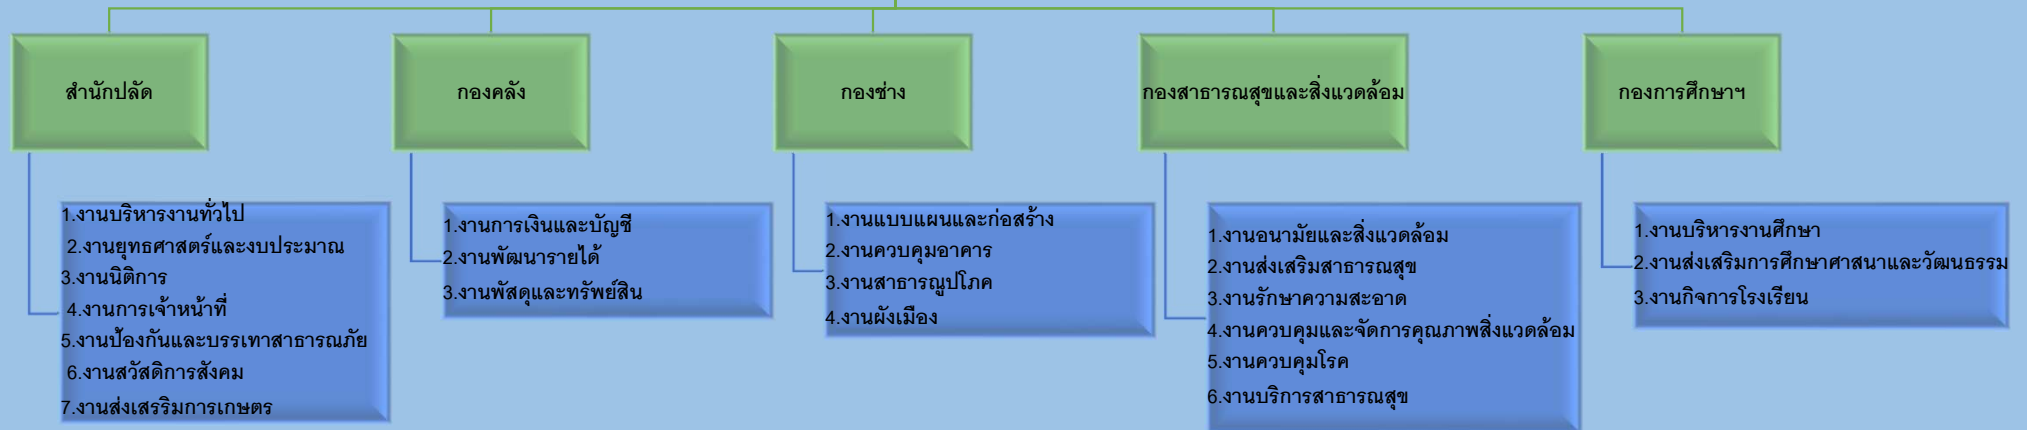 สำนักปลัด
1.งานบริหารงานทั่วไป
2.งานยุทธศาสตร์และงบประมาณ
3.งานนิติการ
4.งานการเจ้าหน้าที่
5.งานป้องกันและบรรเทาสาธารณภัย
6.งานสวัสดิการสังคม
7.งานส่งเสรริมการเกษตร
กองคลัง
1.งานการเงินและบัญชี
2.งานพัฒนารายได้
3.งานพัสดุและทรัพย์สิน
กองช่าง
1.งานแบบแผนและก่อสร้าง
2.งานควบคุมอาคาร
3.งานสาธารณูปโภค
4.งานผังเมือง
กองสาธารณสุขและสิ่งแวดล้อม
1.งานอนามัยและสิ่งแวดล้อม
2.งานส่งเสริมสาธารณสุข
3.งานรักษาความสะอาด
4.งานควบคุมและจัดการคุณภาพสิ่งแวดล้อม
5.งานควบคุมโรค
6.งานบริการสาธารณสุข
กองการศึกษาฯ
1.งานบริหารงานศึกษา
2.งานส่งเสริมการศึกษาศาสนาและวัฒนธรรม
3.งานกิจการโรงเรียน